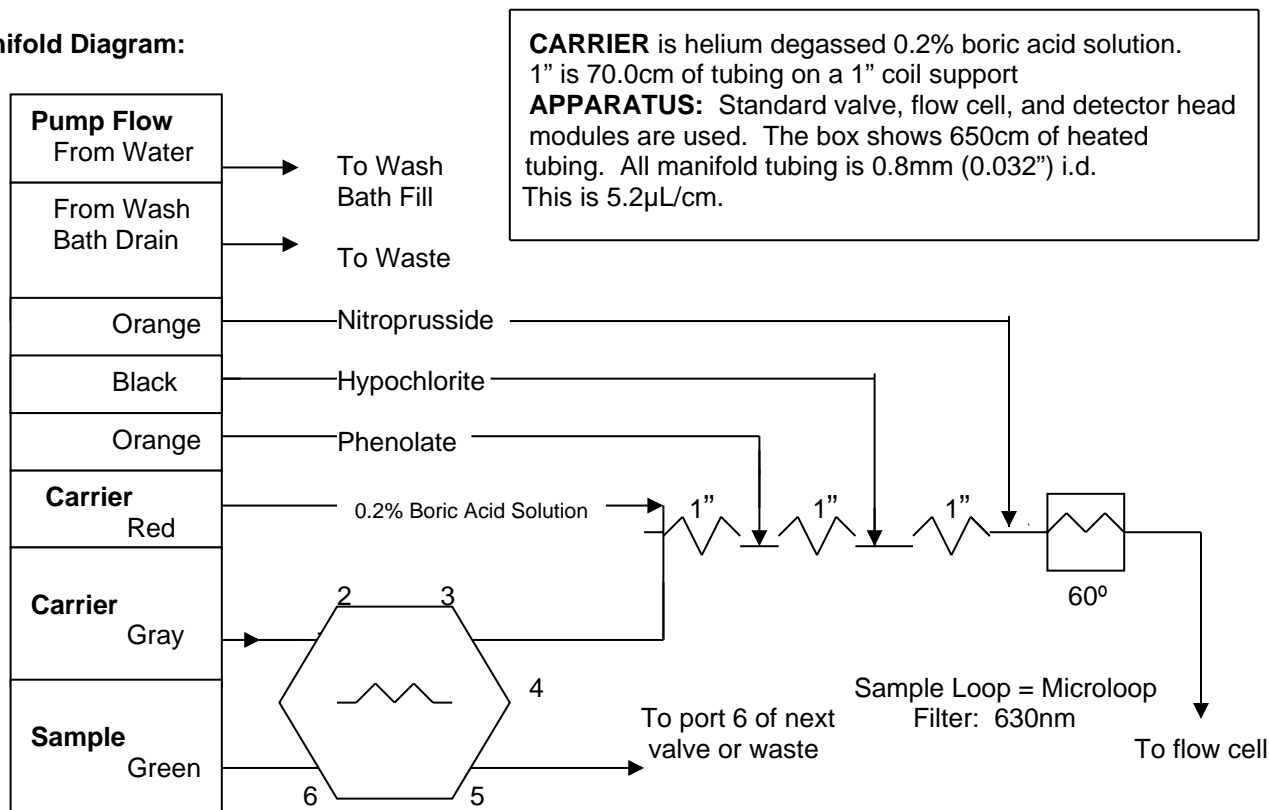 nifold Diagram:
CARRIER is helium degassed 0.2% boric acid solution.
1” is 70.0cm of tubing on a 1” coil support
APPARATUS: Standard valve, flow cell, and detector head
modules are used. The box shows 650cm of heated
tubing. All manifold tubing is 0.8mm (0.032”) i.d.
This is 5.2µL/cm.
Pump Flow
From Water
To Wash
Bath Fill
From Wash
Bath Drain
To Waste
Orange
Nitroprusside
Black
Hypochlorite
Orange
Phenolate
Carrier
Red
0.2% Boric Acid Solution
1”
1”
1”
60º
Carrier
Gray
2
3
4
5
6
Sample
Green
To port 6 of next
valve or waste
Sample Loop = Microloop
Filter: 630nm
To flow cell